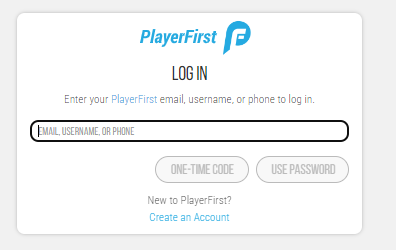 PlayerFirst
LOG IN
Enter your PlayerFirst email, username, or phone to log in.
EMAIL, USERNAME, OR PHONE
ONE-TIME CODE USE PASSWORD
New to PlayerFirst?
Create an Account